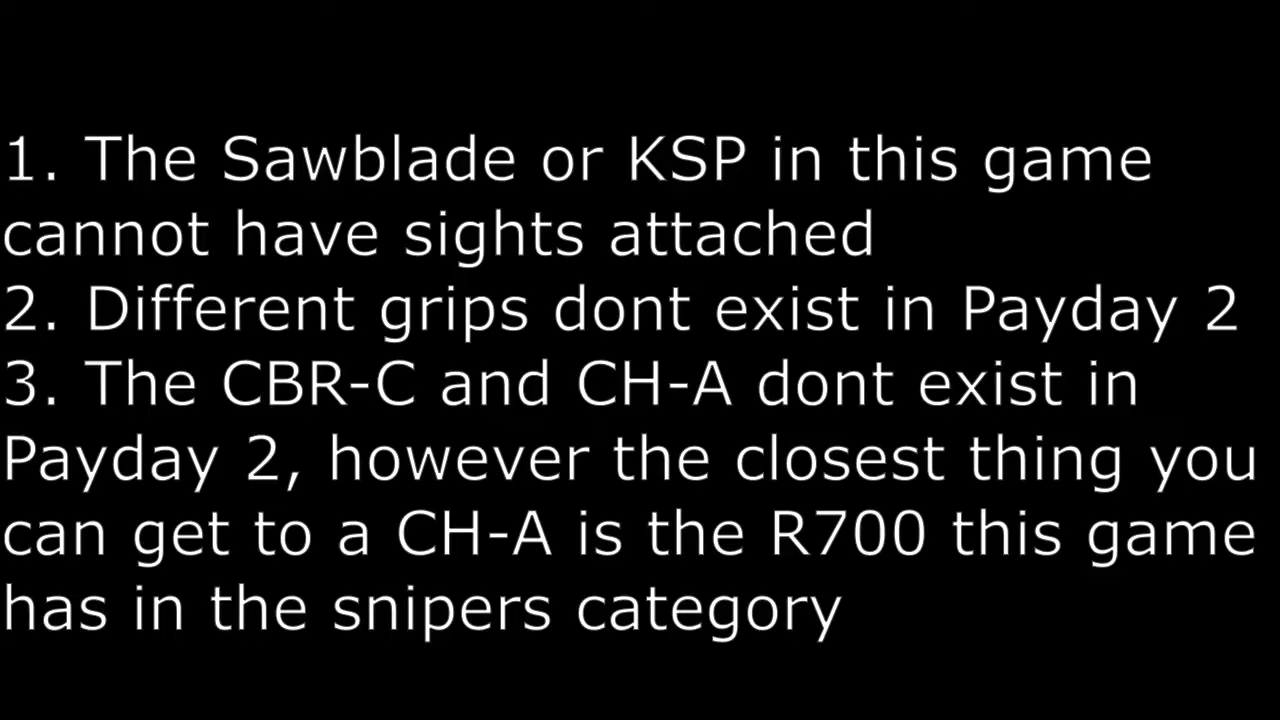 1. The Sawblade or KSP in this game
cannot have sights attached
2. Different grips dont exist in Payday 2
3. The CBR-C and CH-A dont exist in
Payday 2, however the closest thing you
can get to a CH-A is the R700 this game
has in the snipers category